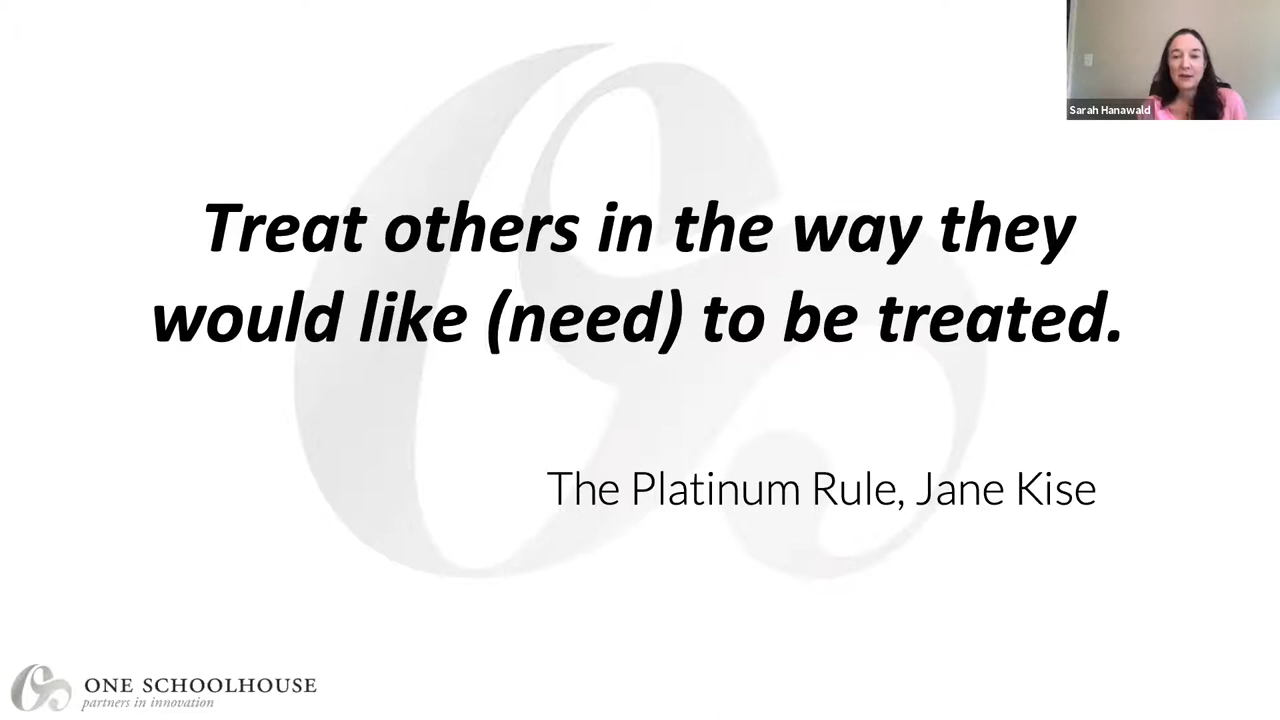 Sarah Hanawald
Treat others in the way they
would like (need) to be treated.
The Platinum Rule, Jane Kise
ONE SCHOOLHOUSE
partners in innovation